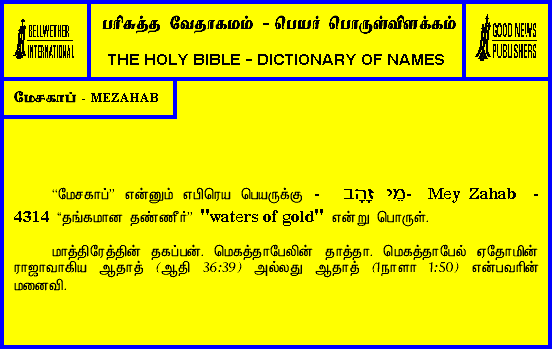 BELLWETHER
INTERNATIONAL
பரிசுத்த வேதாகமம் - பெயர் பொருள்விளக்கம்
THE HOLY BIBLE - DICTIONARY OF NAMES
GOOD NEWS
PUBLISHERS
மேசகாப் - MEZAHAB
“மேசகாப்” என்னும் எபிரெய பெயருக்கு - מֵי זָהָב- Mey Zahab -
4314 “தங்கமான தண்ணீர்” "waters of gold" என்று பொருள்.
மாத்திரேத்தின் தகப்பன். மெகத்தாபேலின் தாத்தா. மெகத்தாபேல் ஏதோமின்
ராஜாவாகிய ஆதாத் (ஆதி 36:39) அல்லது ஆதாத் (1நாளா 1:50) என்பவரின்
மனைவி.